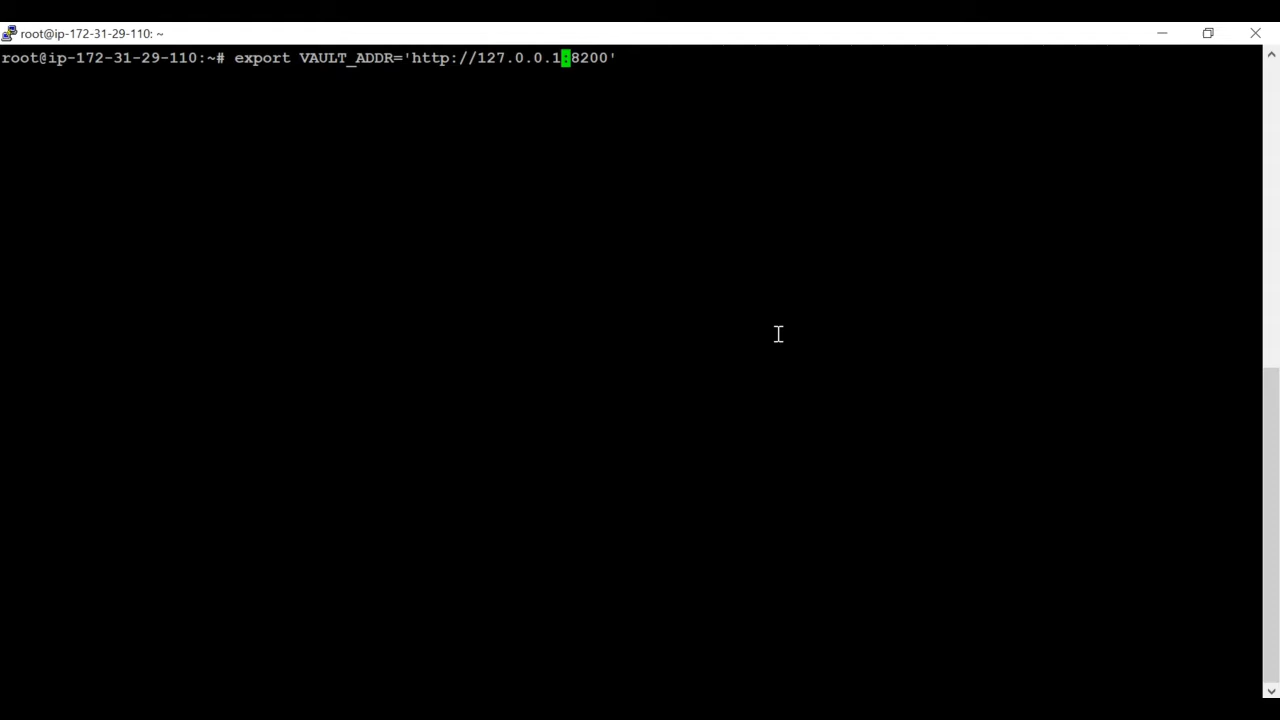 root@ip-172-31-29-110: ~
root@ip-172-31-29-110:~# export VAULT_ADDR='http://127.0.0.1:8200'